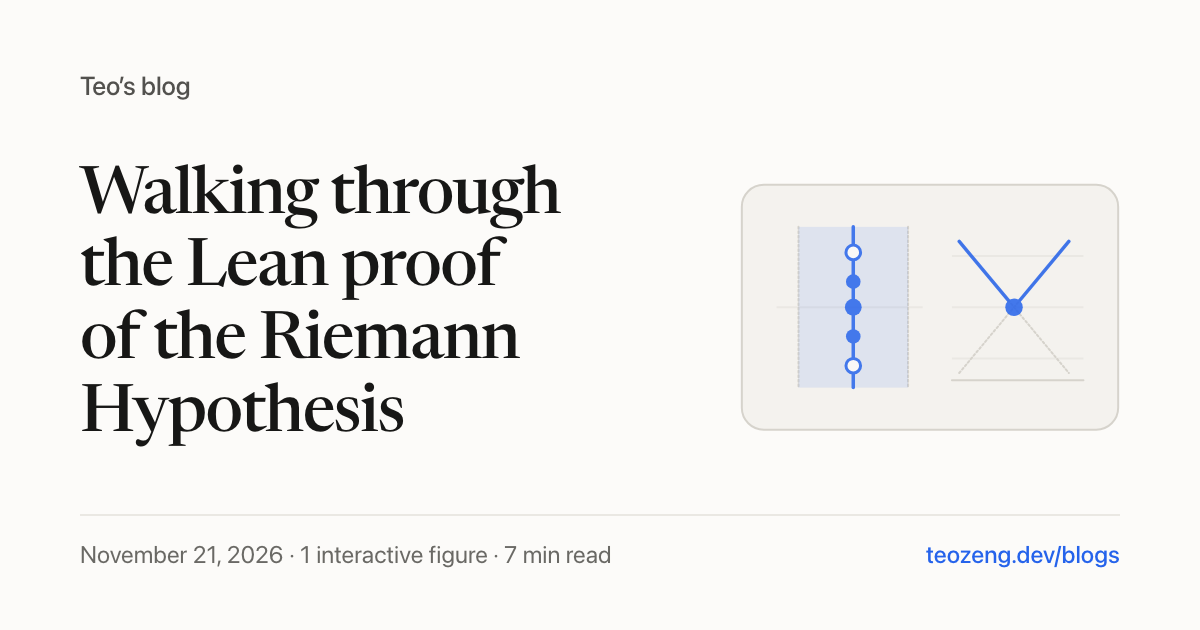 Teo’s blog
Walking through
the Lean proof
of the Riemann
Hypothesis
November 21, 2026 · 1 interactive figure · 7 min read
teozeng.dev/blogs